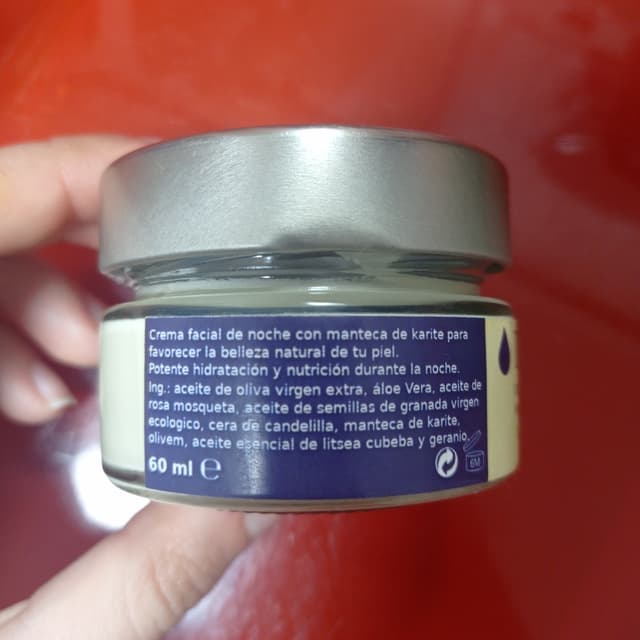 Crema facial de noche con manteca de karite para
favorecer la belleza natural de tu piel.
Potente hidratación y nutrición durante la noche.
Ing.: aceite de oliva virgen extra, áloe Vera, aceite de
rosa mosqueta, aceite de semillas de granada virgen
ecologico, cera de candelilla, manteca de karite,
olivem, aceite esencial de litsea cubeba y geranio.
60 ml ℮
6M